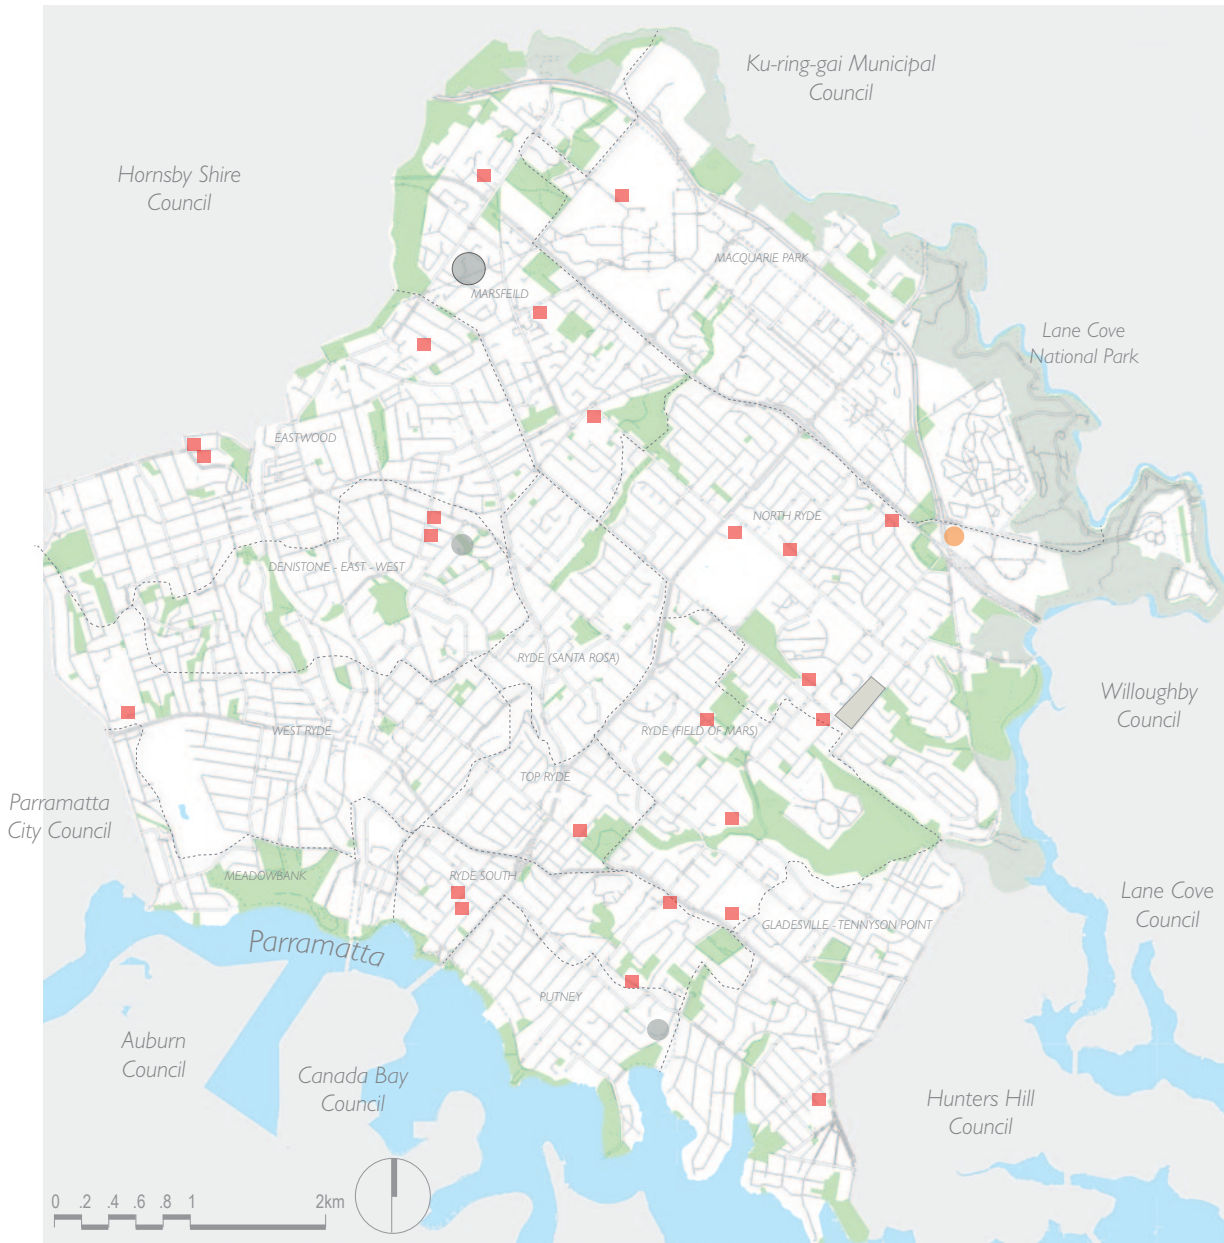 Ku-ring-gai Municipal
Council
Hornsby Shire
Council
MACQUARIE PARK
MARSFEILD
Lane Cove
National Park
EASTWOOD
NORTH RYDE
DENISTONE - EAST - WEST
RYDE (SANTA ROSA)
Willoughby
Council
WEST RYDE
RYDE (FIELD OF MARS)
TOP RYDE
Parramatta
City Council
MEADOWBANK
RYDE SOUTH
Lane Cove
Council
GLADESVILLE - TENNYSON POINT
Parramatta
PUTNEY
Auburn
Council
Canada Bay
Council
Hunters Hill
Council
0 .2 .4 .6 .8 1 2km